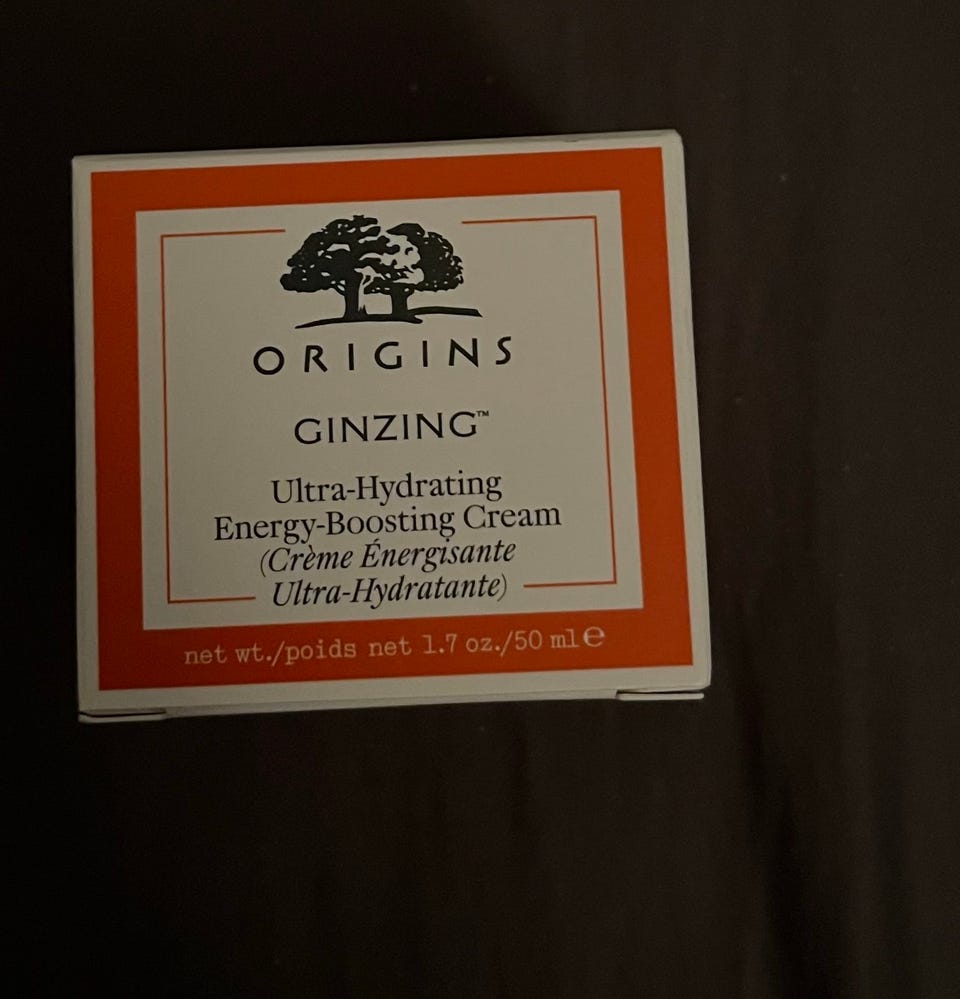 ORIGINS
GINZING™
Ultra-Hydrating
Energy-Boosting Cream
(Crème Énergisante
Ultra-Hydratante)
net wt./poids net 1.7 oz./50 ml ℮